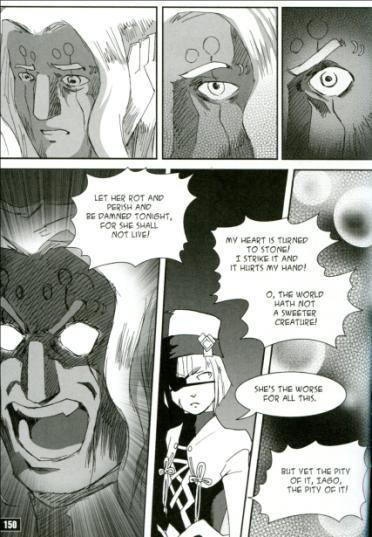 LET HER ROT AND
PERISH AND
BE DAMNED TONIGHT,
FOR SHE SHALL
NOT LIVE!
MY HEART IS TURNED
TO STONE!
I STRIKE IT AND
IT HURTS MY HAND!
O, THE WORLD
HATH NOT
A SWEETER
CREATURE!
SHE'S THE WORSE
FOR ALL THIS.
BUT YET THE PITY
OF IT, IAGO,
THE PITY OF IT!
150